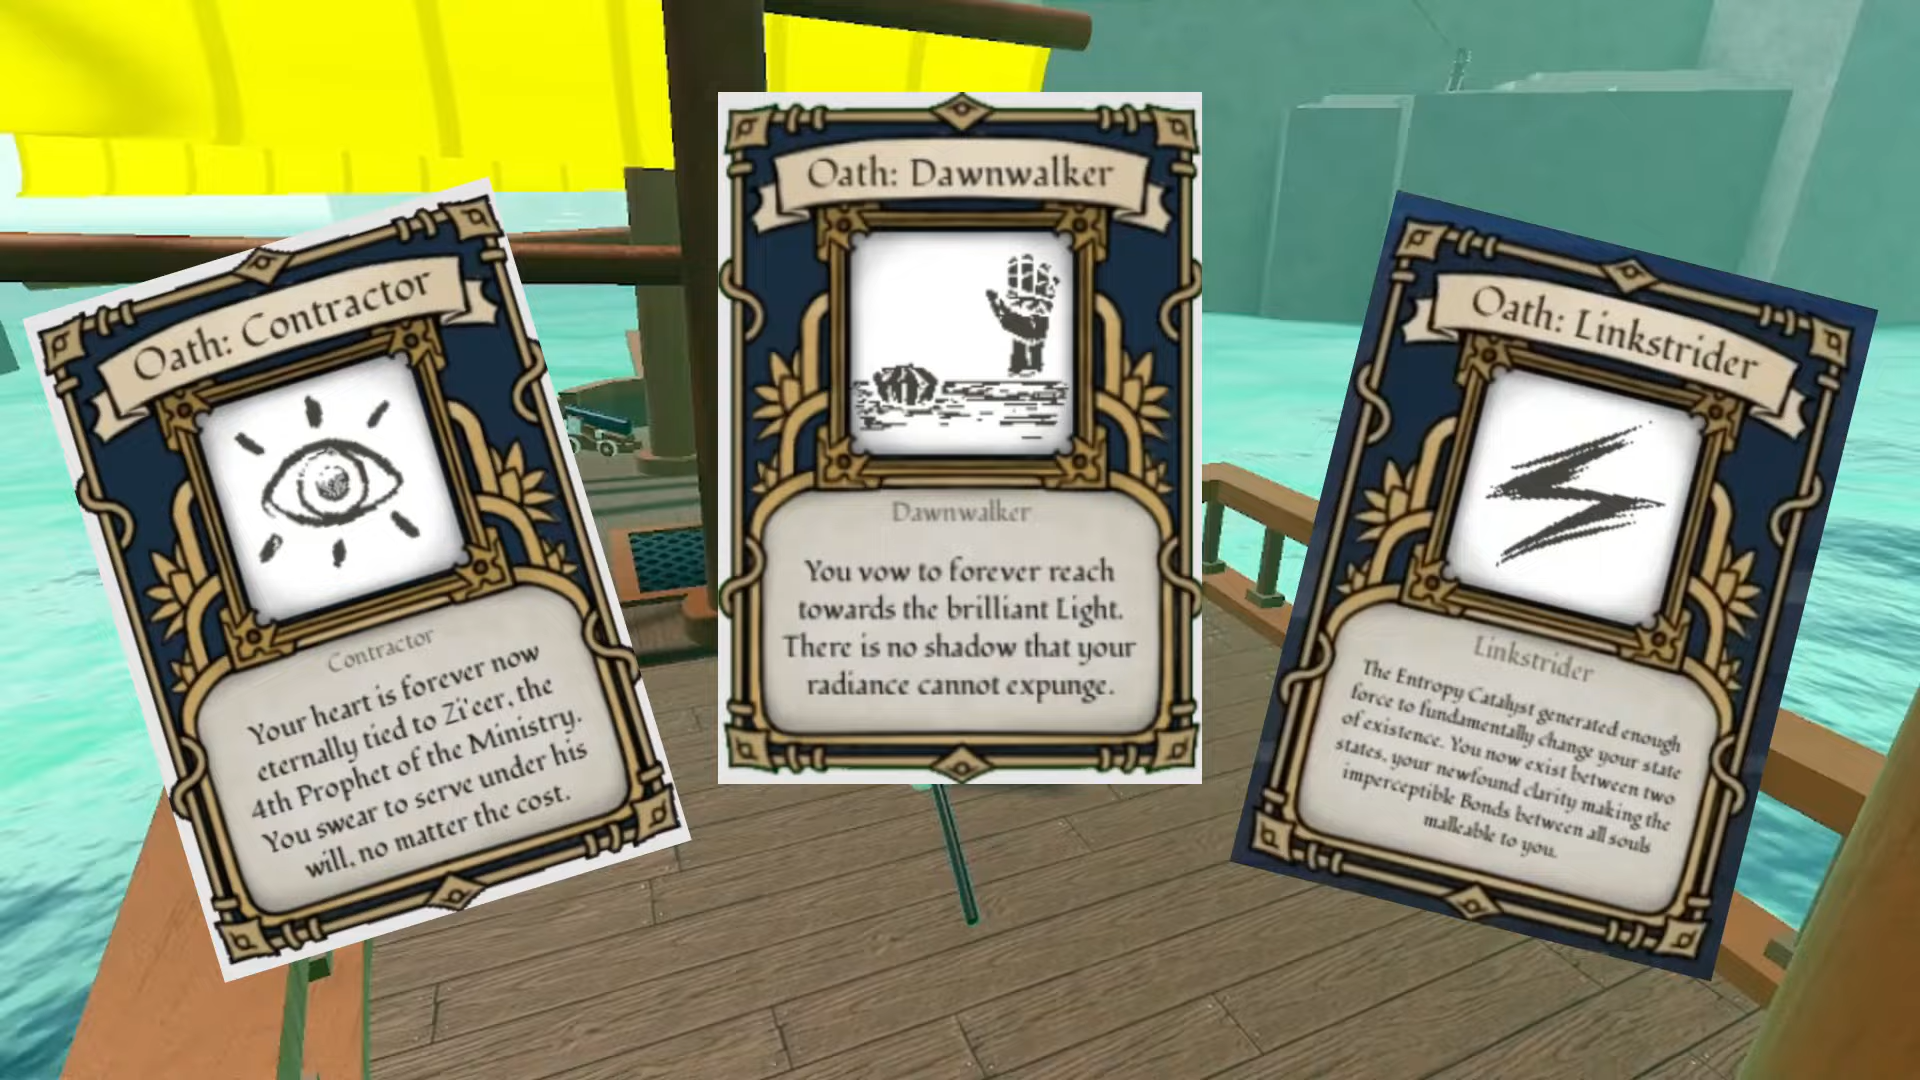 Oath: Contractor
Contractor
Your heart is forever now
eternally tied to Zi'eer, the
4th Prophet of the Ministry.
You swear to serve under his
will, no matter the cost.
Oath: Dawnwalker
Dawnwalker
You vow to forever reach
towards the brilliant Light.
There is no shadow that your
radiance cannot expunge.
Oath: Linkstrider
Linkstrider
The Entropy Catalyst generated enough
force to fundamentally change your state
of existence. You now exist between two
states, your newfound clarity making the
imperceptible Bonds between all souls
malleable to you.